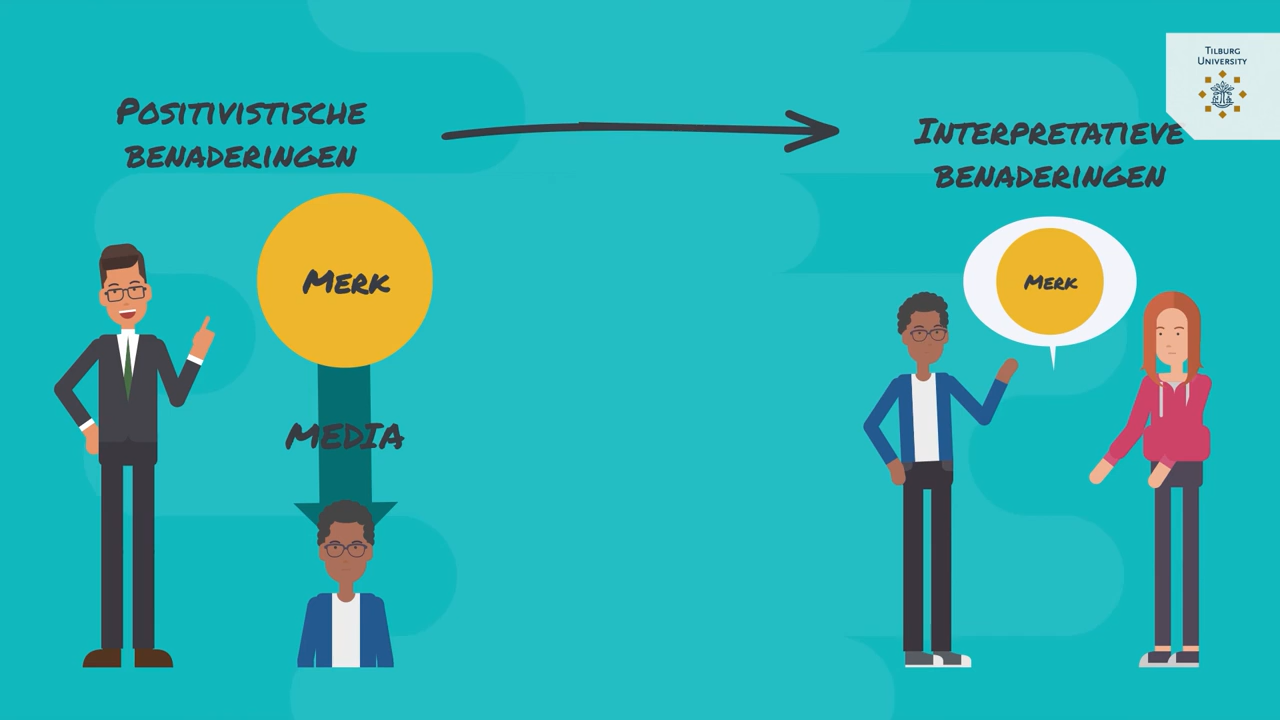 Positivistische
benaderingen
Interpretatieve
benaderingen
Tilburg
University
Merk
Media
Merk